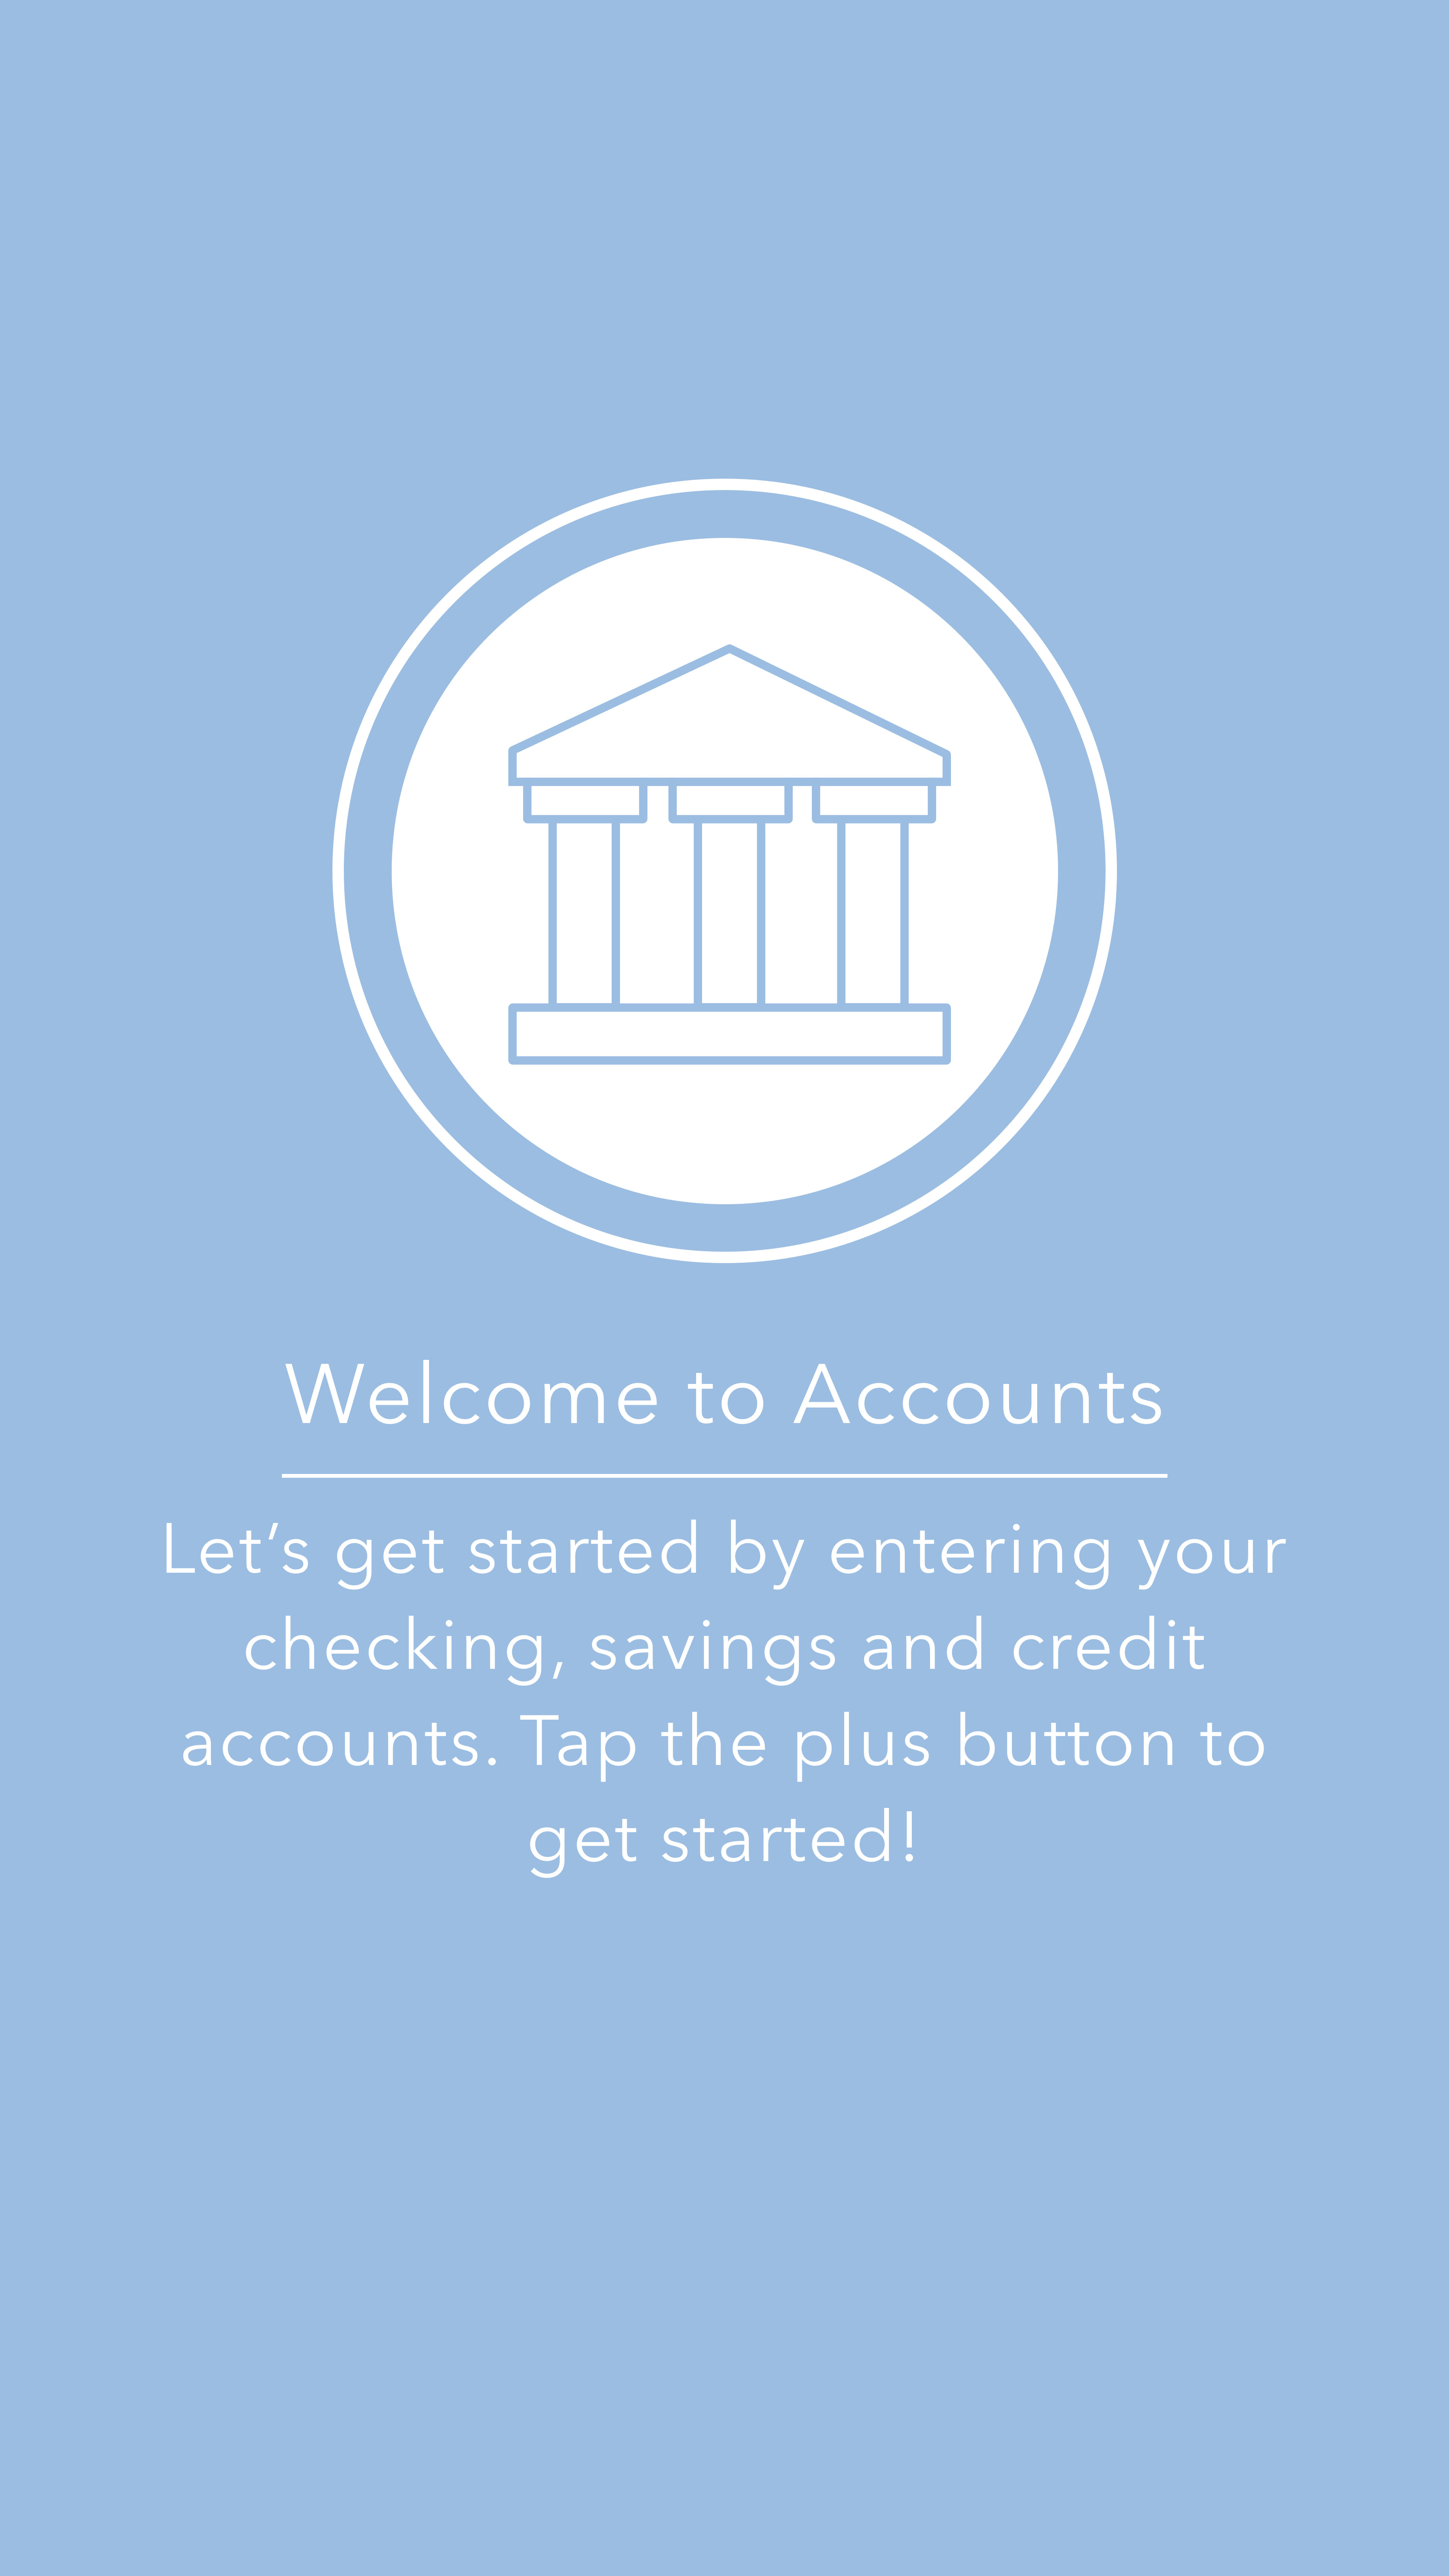 Welcome to Accounts
Let’s get started by entering your
checking, savings and credit
accounts. Tap the plus button to
get started!